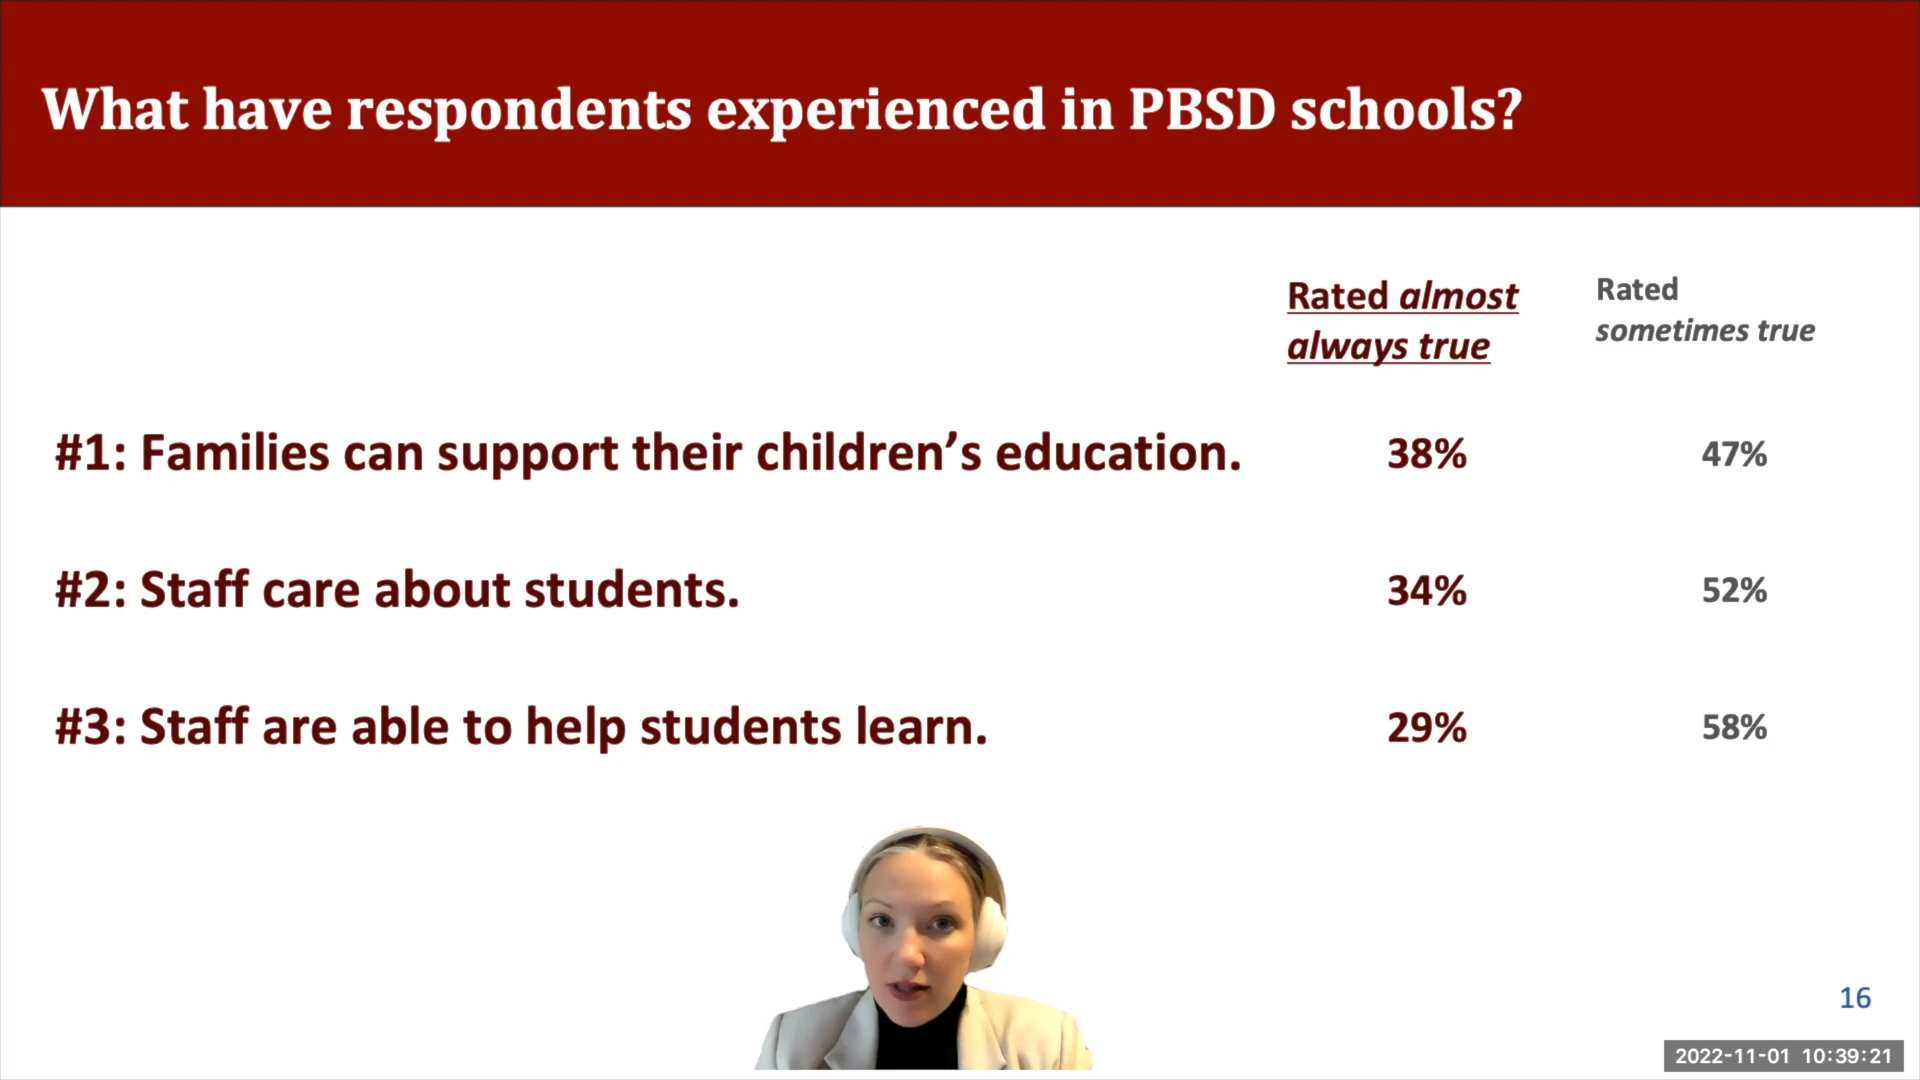 What have respondents experienced in PBSD schools?
Rated almost
always true
Rated
sometimes true
#1: Families can support their children’s education. 38% 47%
#2: Staff care about students. 34% 52%
#3: Staff are able to help students learn. 29% 58%
16
2022-11-01 10:39:21